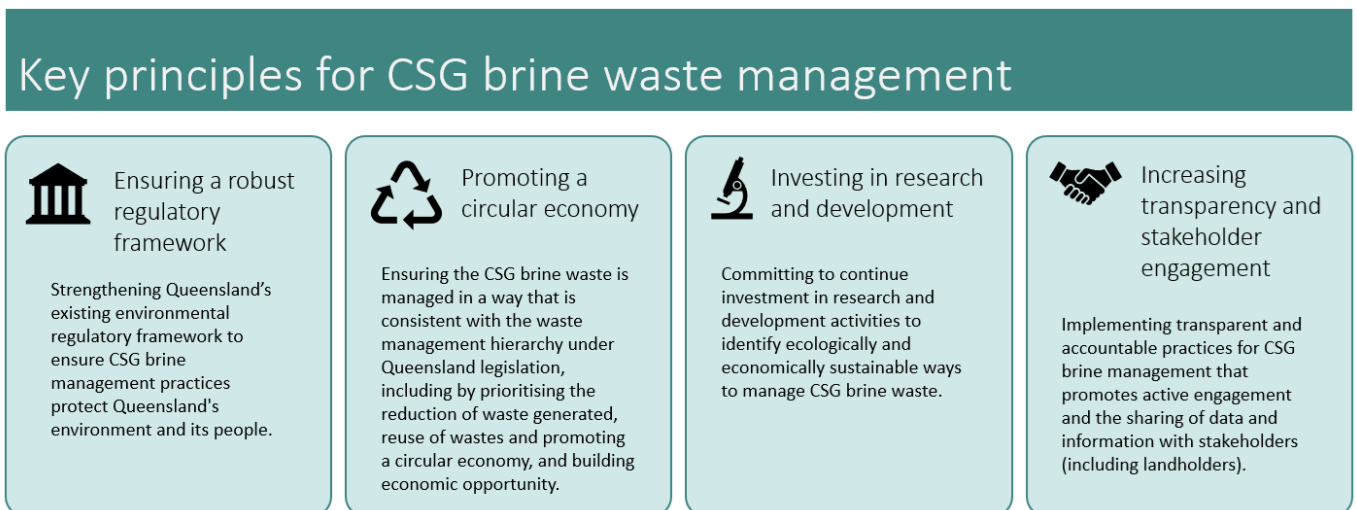 Key principles for CSG brine waste management
Ensuring a robust
regulatory
framework
Strengthening Queensland’s
existing environmental
regulatory framework to
ensure CSG brine
management practices
protect Queensland's
environment and its people.
Promoting a
circular economy
Ensuring the CSG brine waste is
managed in a way that is
consistent with the waste
management hierarchy under
Queensland legislation,
including by prioritising the
reduction of waste generated,
reuse of wastes and promoting
a circular economy, and building
economic opportunity.
Investing in research
and development
Committing to continue
investment in research and
development activities to
identify ecologically and
economically sustainable ways
to manage CSG brine waste.
Increasing
transparency and
stakeholder
engagement
Implementing transparent and
accountable practices for CSG
brine management that
promotes active engagement
and the sharing of data and
information with stakeholders
(including landholders).